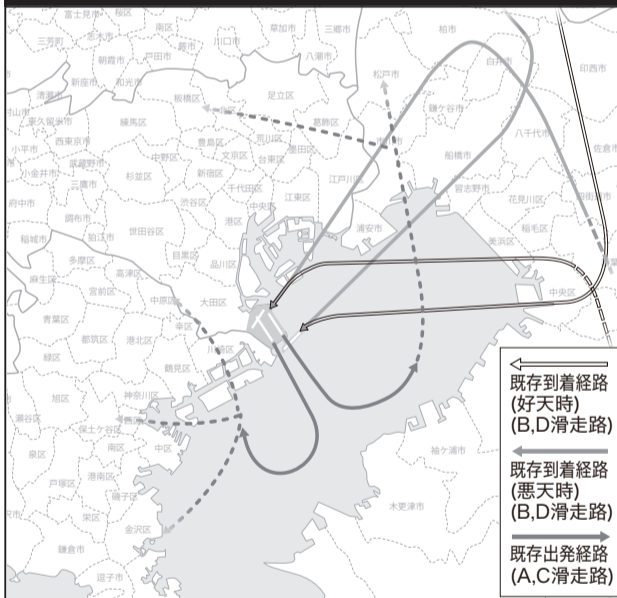 富士見市
桜区
南区
草加市
三郷市
柏市
三芳町
志木市
蕨市
川口市
朝霞市
戸田市
八潮市
白井市
印西市
新座市
和光市
清瀬市
板橋区
足立区
松戸市
鎌ケ谷市
東久留米市
練馬区
北区
葛飾区
八千代市
小平市
西東京市
豊島区
荒川区
墨田区
船橋市
佐倉市
武蔵野市
中野区
文京区
台東区
小金井市
三鷹市
杉並区
新宿区
江戸川区
習志野市
千代田区
花見川区
四街道市
府中市
渋谷区
中央区
江東区
浦安市
調布市
港区
稲毛区
稲城市
狛江市
世田谷区
目黒区
美浜区
多摩区
品川区
麻生区
高津区
宮前区
中原区
大田区
中央区
青葉区
幸区
都筑区
港北区
川崎区
緑区
鶴見区
旭区
神奈川区
瀬谷区
西区
保土ケ谷区
泉区
南区
中区
袖ケ浦市
戸塚区
港南区
磯子区
木更津市
栄区
金沢区
鎌倉市
逗子市
既存到着経路
(好天時)
(B,D滑走路)
既存到着経路
(悪天時)
(B,D滑走路)
既存出発経路
(A,C滑走路)